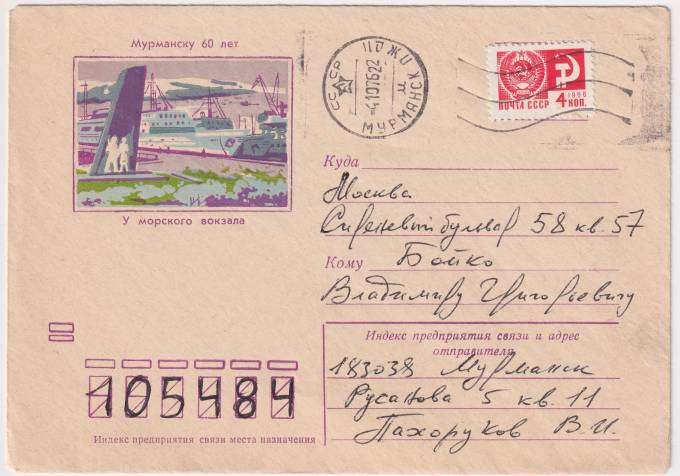 Мурманску 60 лет
У морского вокзала
СССР
-4107622
МУРМАНСК
ПОЧТА СССР
1966
4 КОП.
Куда
Москва
Сиреневый бульвар 58 кв. 57
Кому Бойко
Владимиру Григорьевичу
Индекс предприятия связи и адрес
отправителя
183038 Мурманск
Русанова 5 кв. 11
Пахоруков В.И.
105484
Индекс предприятия связи места назначения